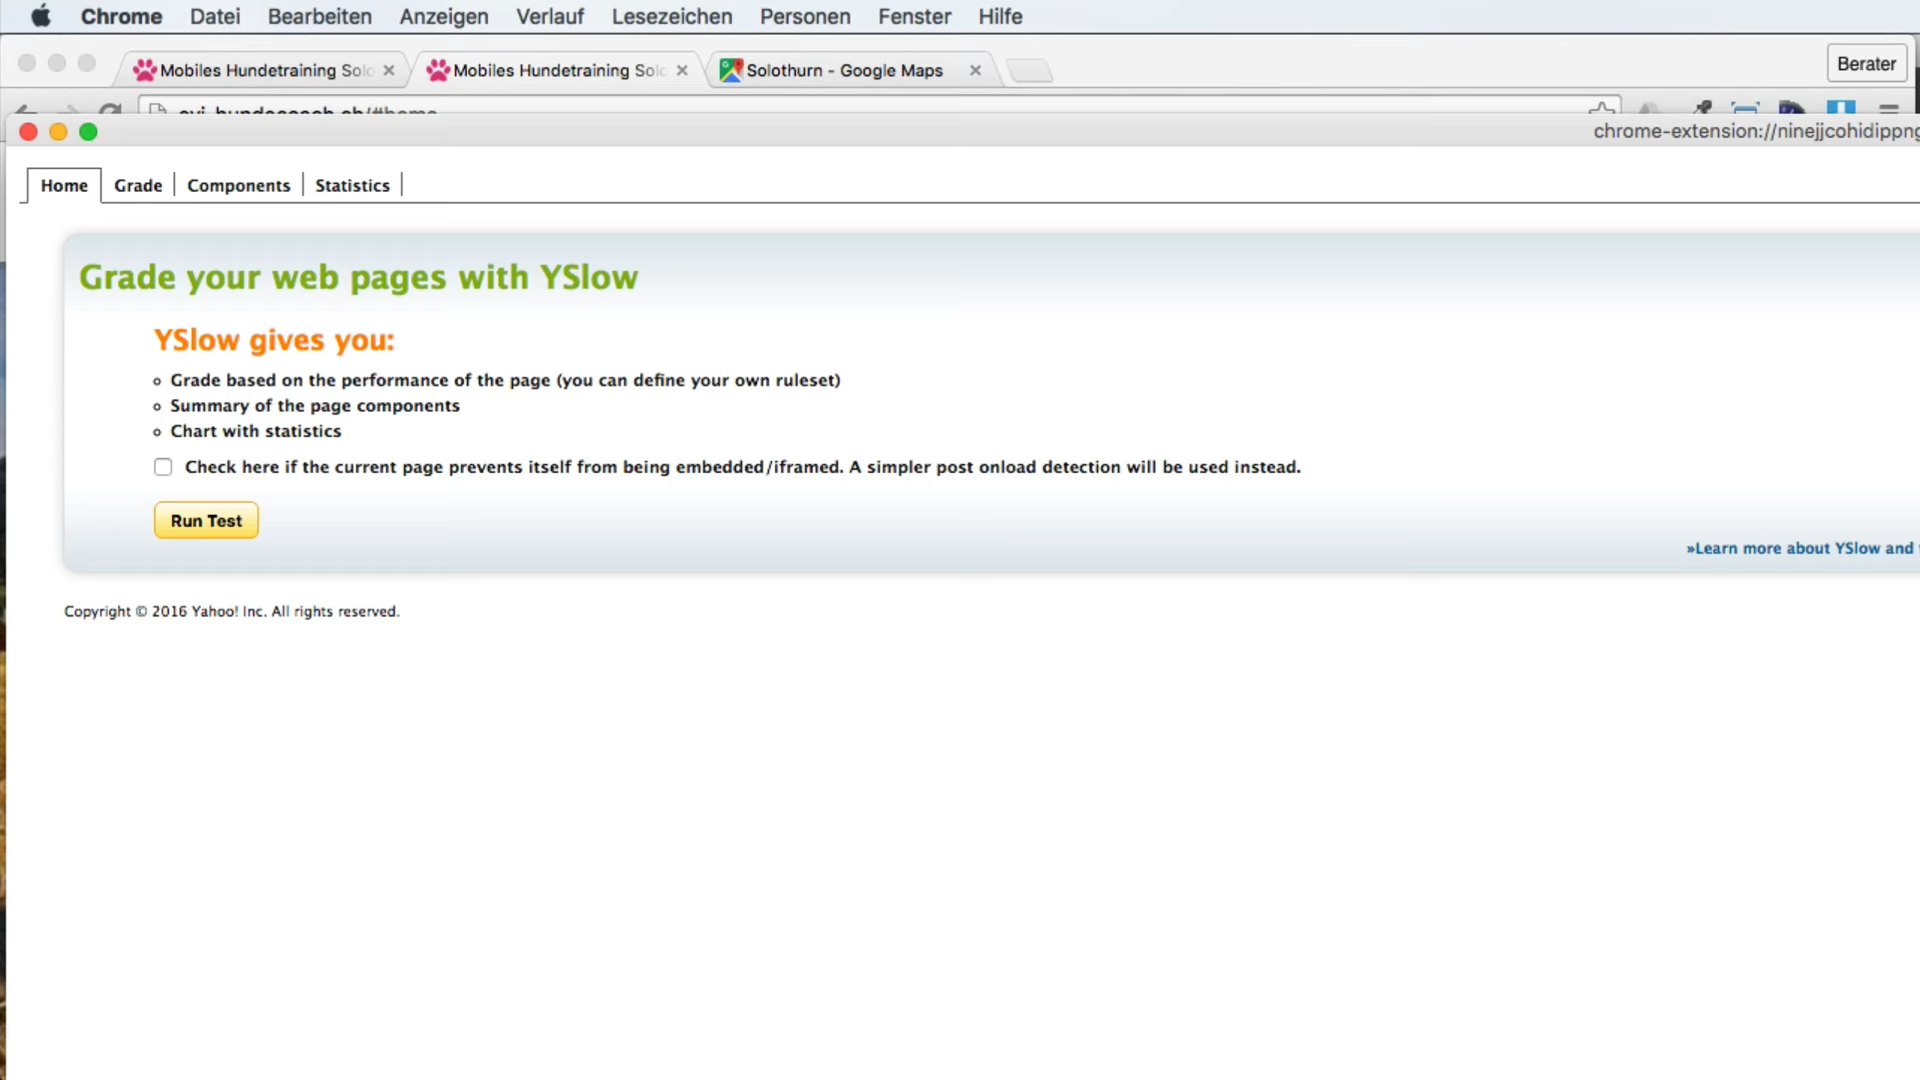 Chrome Datei Bearbeiten Anzeigen Verlauf Lesezeichen Personen Fenster Hilfe
Mobiles Hundetraining Solo Mobiles Hundetraining Solo Solothurn - Google Maps Berater
chrome-extension://ninejjcohidippng
Home Grade Components Statistics
Grade your web pages with YSlow
YSlow gives you:
Grade based on the performance of the page (you can define your own ruleset)
Summary of the page components
Chart with statistics
Check here if the current page prevents itself from being embedded/iframed. A simpler post onload detection will be used instead.
Run Test
»Learn more about YSlow and
Copyright © 2016 Yahoo! Inc. All rights reserved.